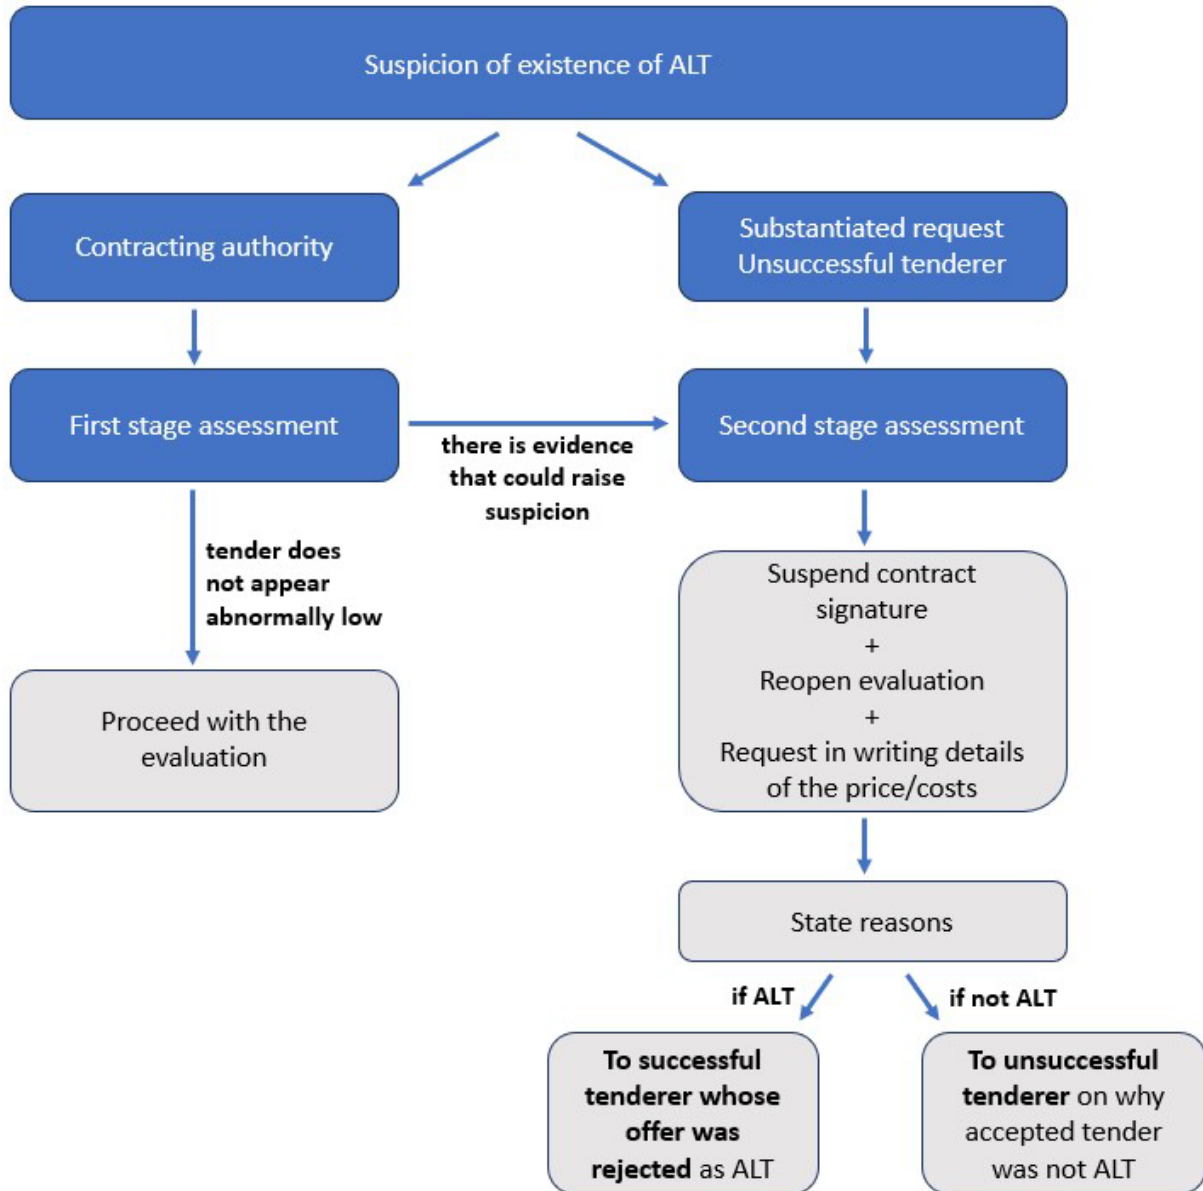 Suspicion of existence of ALT
Contracting authority
Substantiated request
Unsuccessful tenderer
First stage assessment
there is evidence
that could raise
suspicion
Second stage assessment
tender does
not appear
abnormally low
Proceed with the
evaluation
Suspend contract
signature
+
Reopen evaluation
+
Request in writing details
of the price/costs
State reasons
if ALT
if not ALT
To successful
tenderer whose
offer was
rejected as ALT
To unsuccessful
tenderer on why
accepted tender
was not ALT